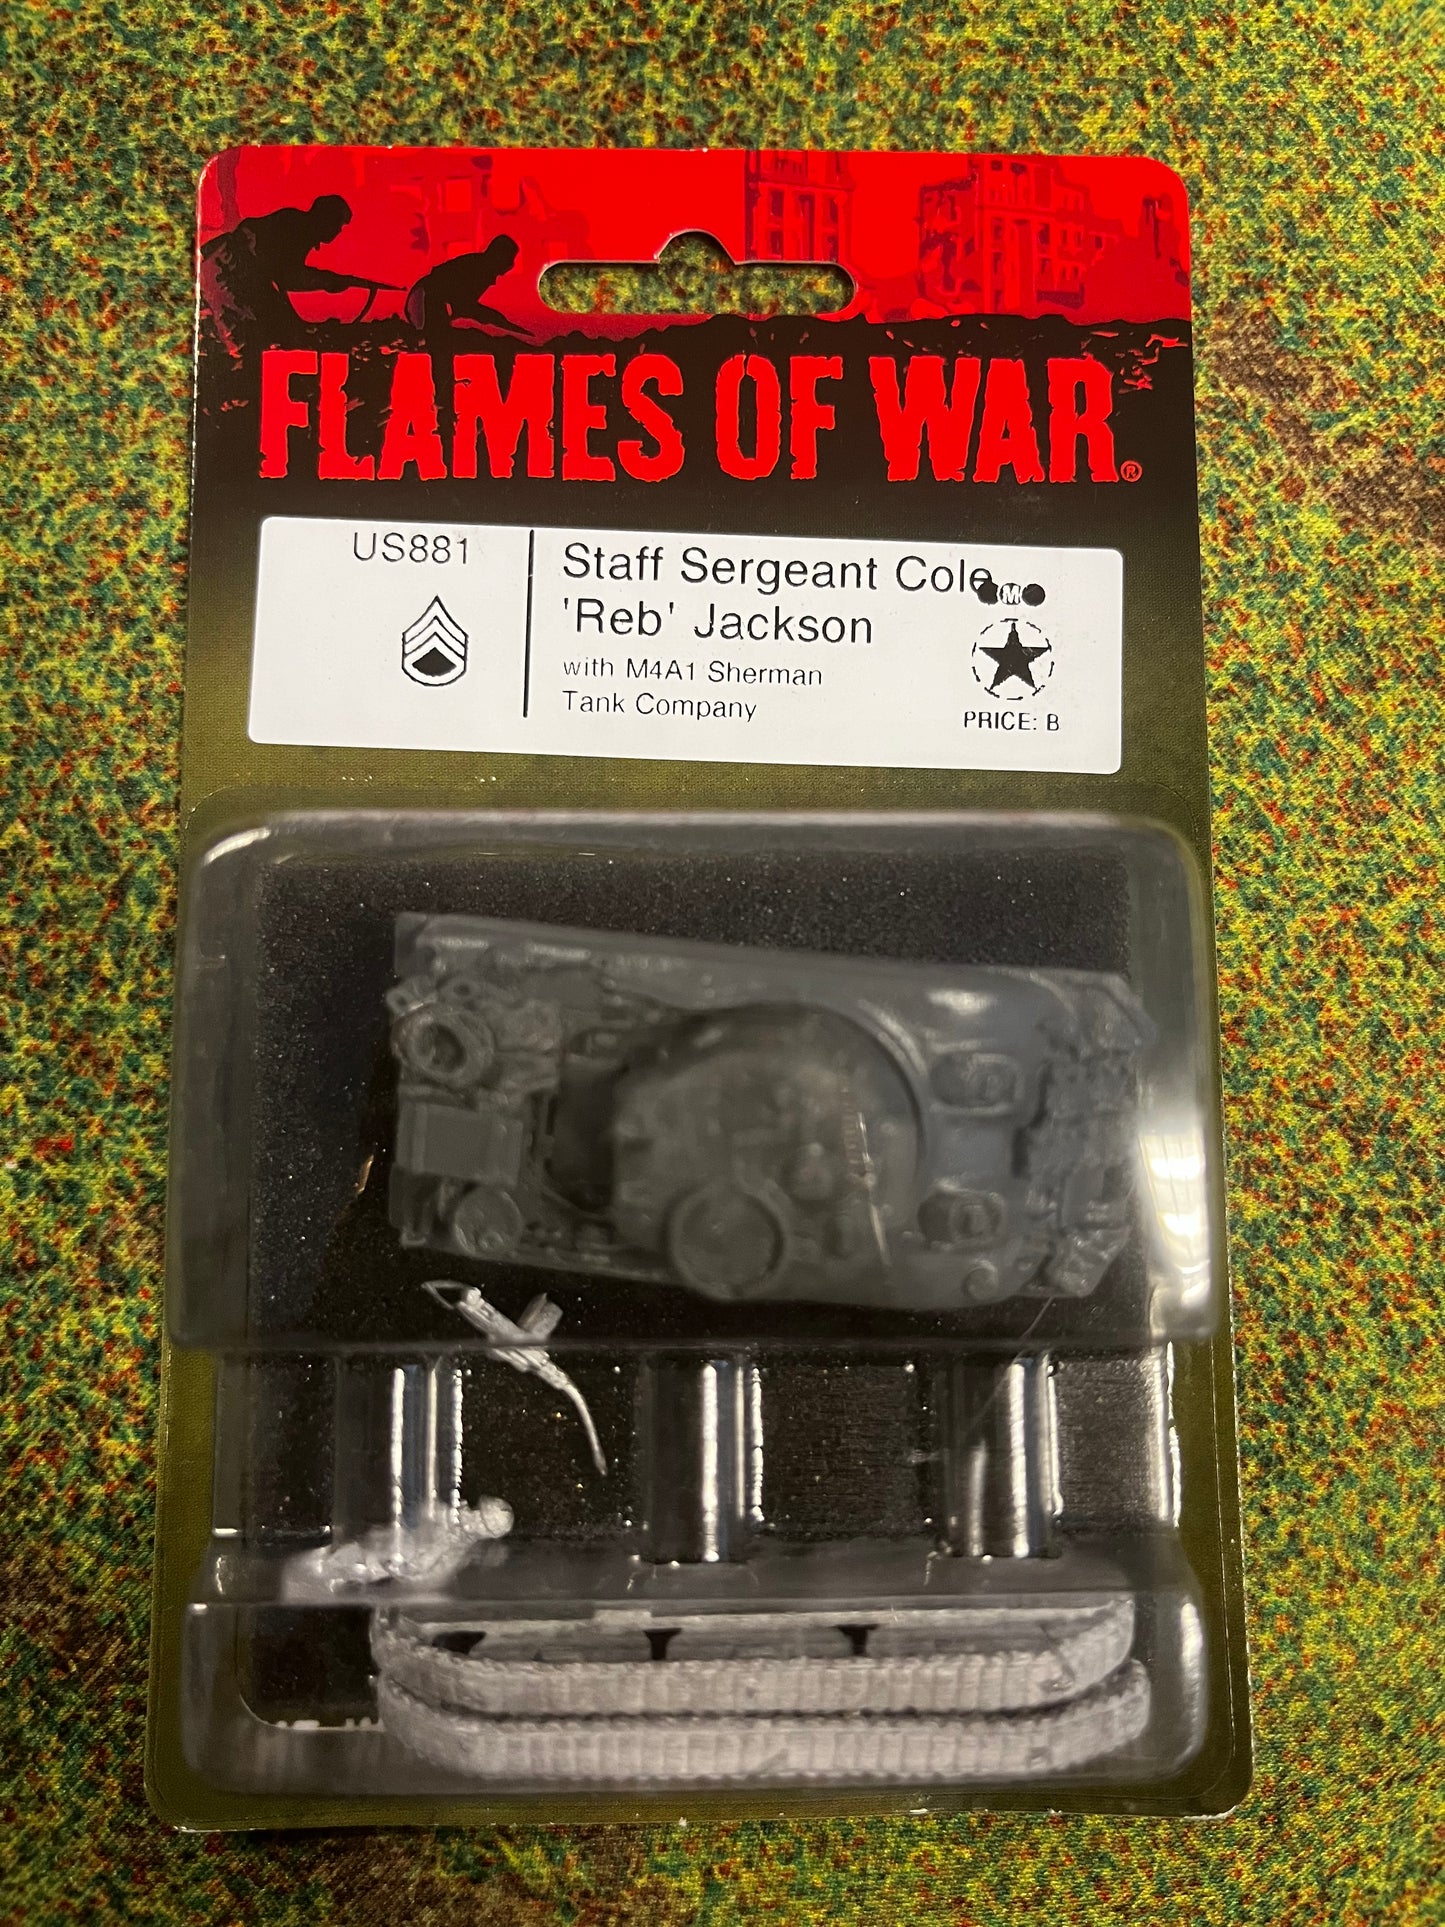 FLAMES OF WAR®
US881
Staff Sergeant Cole
'Reb' Jackson
with M4A1 Sherman
Tank Company
M
PRICE: B